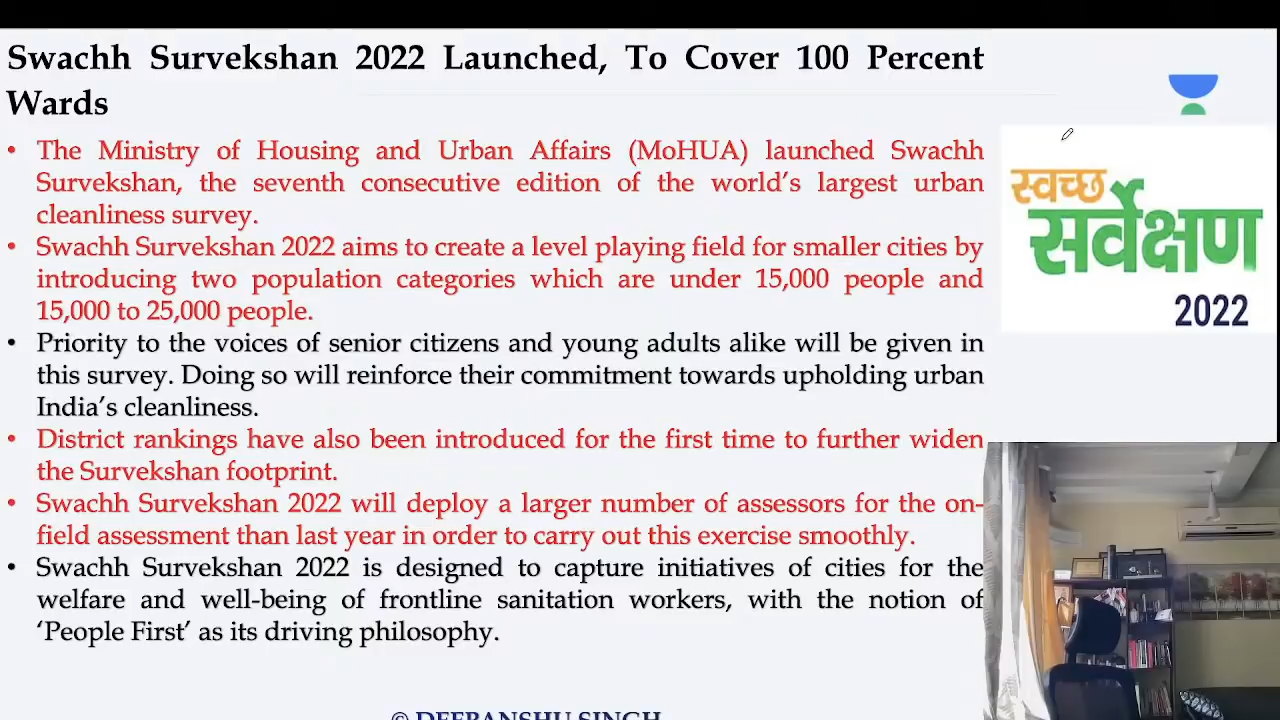 Swachh Survekshan 2022 Launched, To Cover 100 Percent
Wards
• The Ministry of Housing and Urban Affairs (MoHUA) launched Swachh
Survekshan, the seventh consecutive edition of the world's largest urban
cleanliness survey.
• Swachh Survekshan 2022 aims to create a level playing field for smaller cities by
introducing two population categories which are under 15,000 people and
15,000 to 25,000 people.
• Priority to the voices of senior citizens and young adults alike will be given in
this survey. Doing so will reinforce their commitment towards upholding urban
India's cleanliness.
• District rankings have also been introduced for the first time to further widen
the Survekshan footprint.
• Swachh Survekshan 2022 will deploy a larger number of assessors for the on-
field assessment than last year in order to carry out this exercise smoothly.
• Swachh Survekshan 2022 is designed to capture initiatives of cities for the
welfare and well-being of frontline sanitation workers, with the notion of
'People First' as its driving philosophy.
स्वच्छ
सर्वेक्षण
2022
© DEEPANSHU SINGH